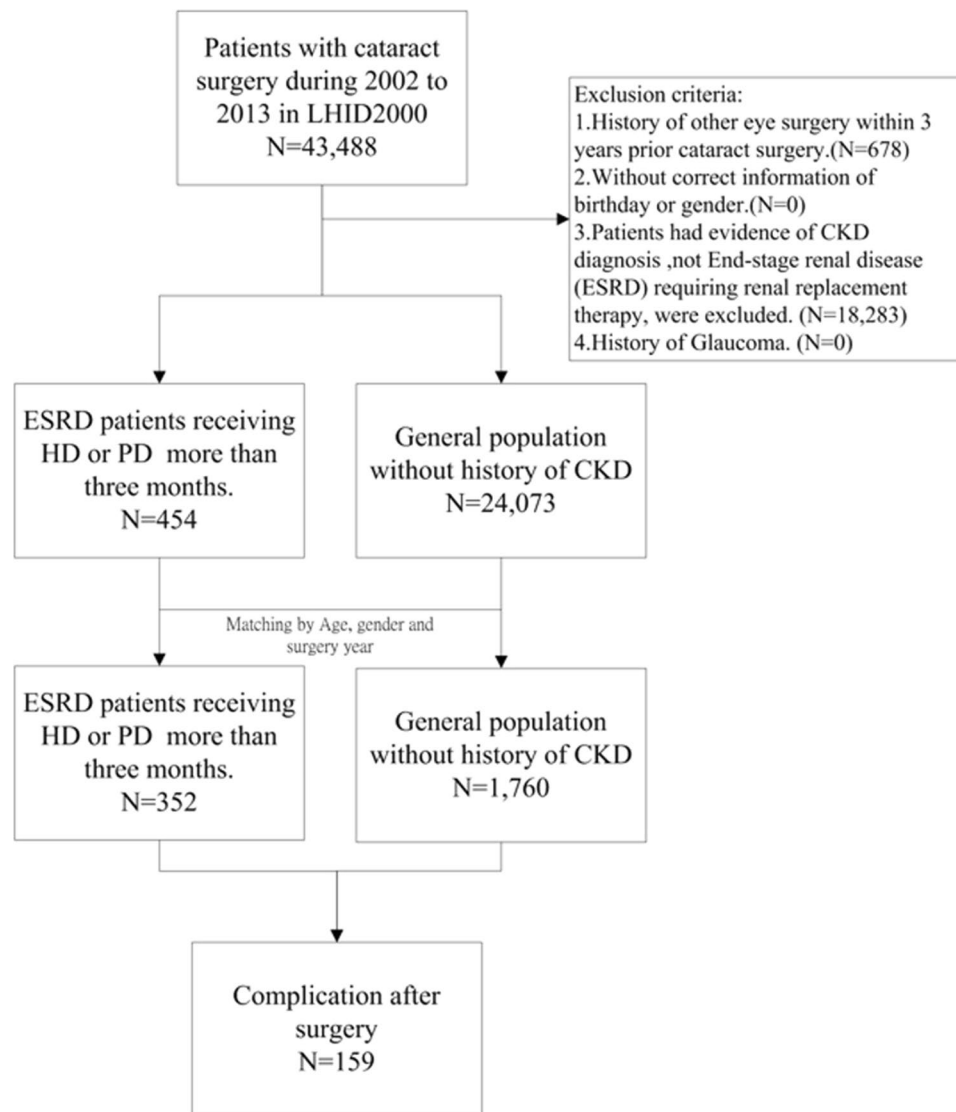 Patients with cataract
surgery during 2002 to
2013 in LHID2000
N=43,488
Exclusion criteria:
1.History of other eye surgery within 3
years prior cataract surgery.(N=678)
2.Without correct information of
birthday or gender.(N=0)
3.Patients had evidence of CKD
diagnosis ,not End-stage renal disease
(ESRD) requiring renal replacement
therapy, were excluded. (N=18,283)
4.History of Glaucoma. (N=0)
ESRD patients receiving
HD or PD  more than
three months.
N=454
General population
without history of CKD
N=24,073
Matching by Age, gender and
surgery year
ESRD patients receiving
HD or PD  more than
three months.
N=352
General population
without history of CKD
N=1,760
Complication after
surgery
N=159